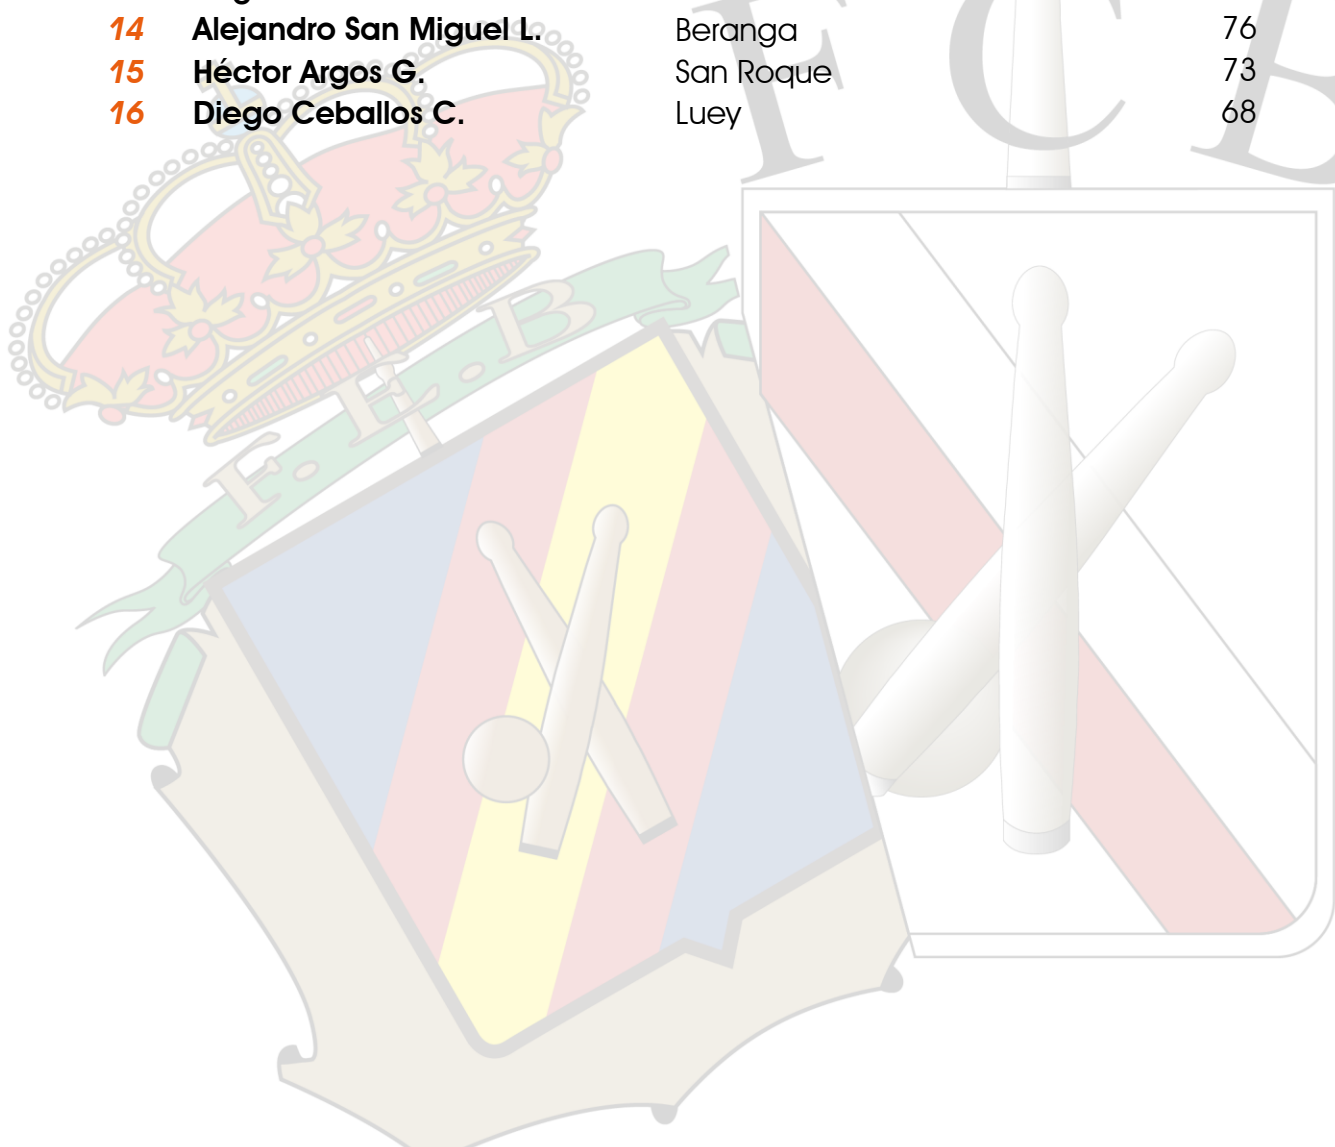 14 Alejandro San Miguel L. Beranga 76
15 Héctor Argos G. San Roque 73
16 Diego Ceballos C. Luey 68
F C B
F. E. B